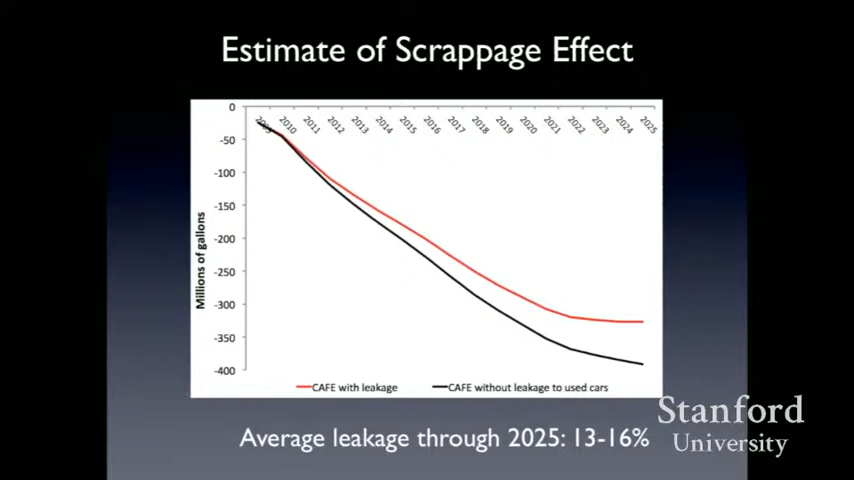 Estimate of Scrappage Effect
0
-50
-100
-150
-200
-250
-300
-350
-400
Millions of gallons
2009 2010 2011 2012 2013 2014 2015 2016 2017 2018 2019 2020 2021 2022 2023 2024 2025
CAFE with leakage CAFE without leakage to used cars
Average leakage through 2025: 13-16%
Stanford
University